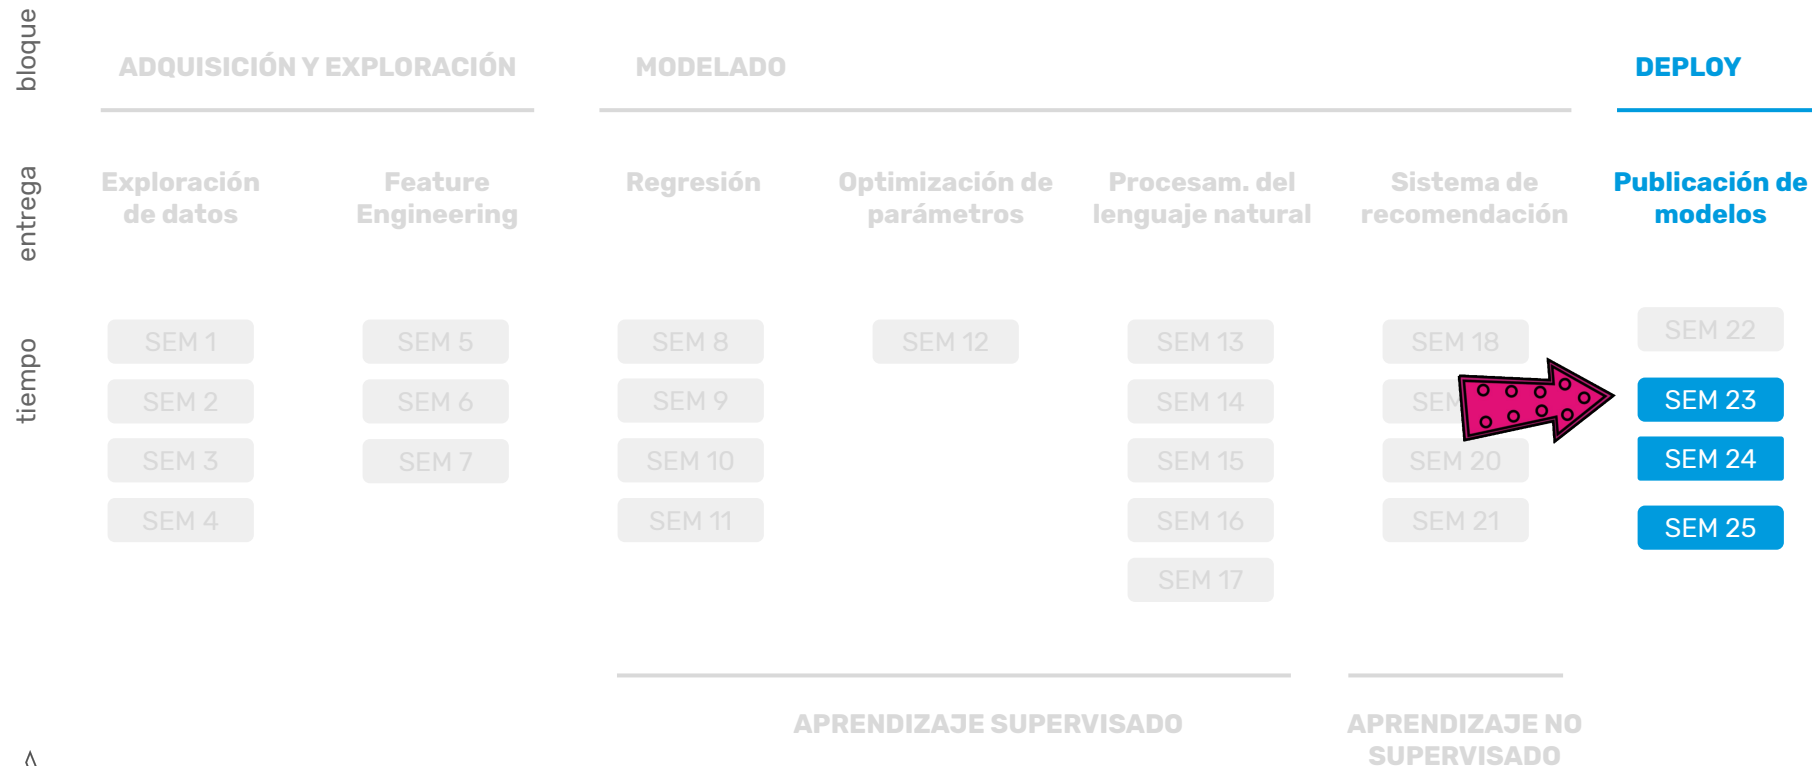 bloque
ADQUISICIÓN Y EXPLORACIÓN
MODELADO
DEPLOY
entrega
Exploración
de datos
Feature
Engineering
Regresión
Optimización de
parámetros
Procesam. del
lenguaje natural
Sistema de
recomendación
Publicación de
modelos
tiempo
SEM 1
SEM 2
SEM 3
SEM 4
SEM 5
SEM 6
SEM 7
SEM 8
SEM 9
SEM 10
SEM 11
SEM 12
SEM 13
SEM 14
SEM 15
SEM 16
SEM 17
SEM 18
SEM 20
SEM 21
SEM 22
SEM 23
SEM 24
SEM 25
APRENDIZAJE SUPERVISADO
APRENDIZAJE NO
SUPERVISADO